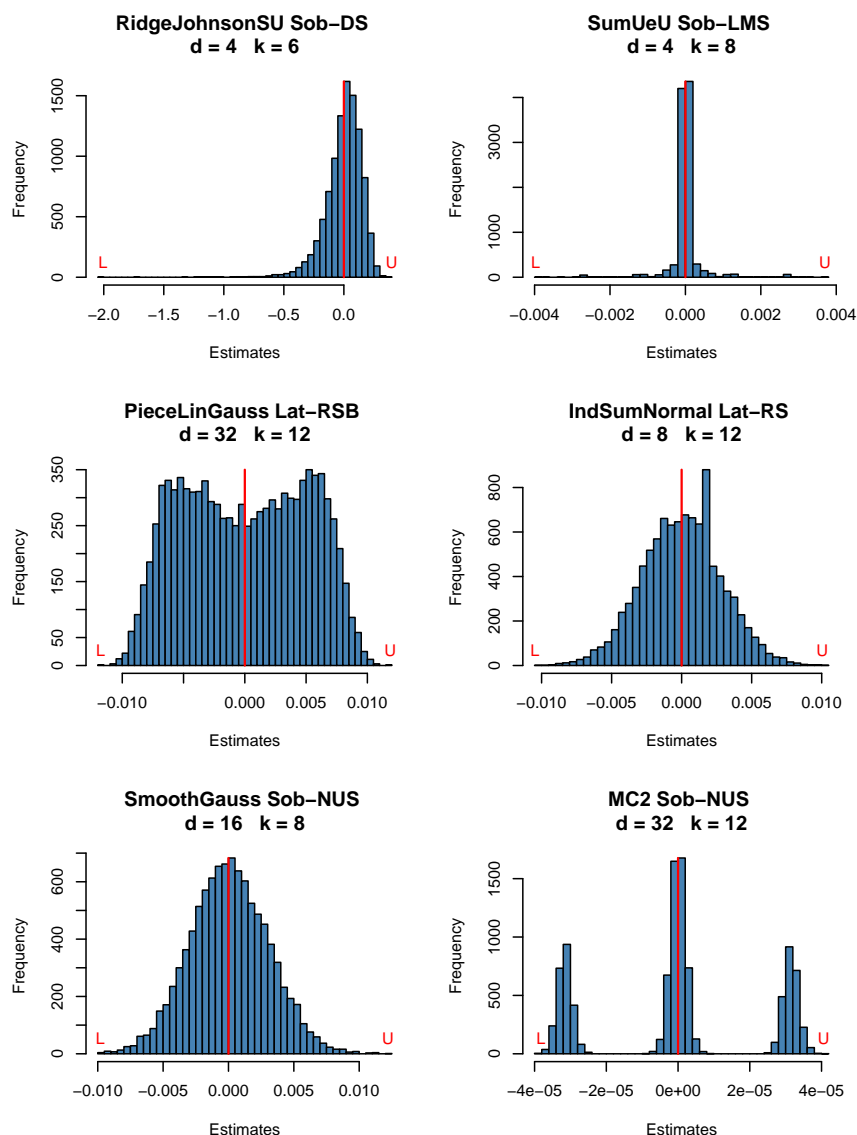 RidgeJohnsonSU Sob−DS
d = 4 k = 6
Frequency
0 500 1000 1500
L U
−2.0 −1.5 −1.0 −0.5 0.0
Estimates
SumUeU Sob−LMS
d = 4 k = 8
Frequency
0 1000 3000
L U
−0.004 −0.002 0.000 0.002 0.004
Estimates
PieceLinGauss Lat−RSB
d = 32 k = 12
Frequency
0 50 150 250 350
L U
−0.010 0.000 0.005 0.010
Estimates
IndSumNormal Lat−RS
d = 8 k = 12
Frequency
0 200 400 600 800
L U
−0.010 −0.005 0.000 0.005 0.010
Estimates
SmoothGauss Sob−NUS
d = 16 k = 8
Frequency
0 200 400 600
L U
−0.010 −0.005 0.000 0.005 0.010
Estimates
MC2 Sob−NUS
d = 32 k = 12
Frequency
0 500 1000 1500
L U
−4e−05 −2e−05 0e+00 2e−05 4e−05
Estimates